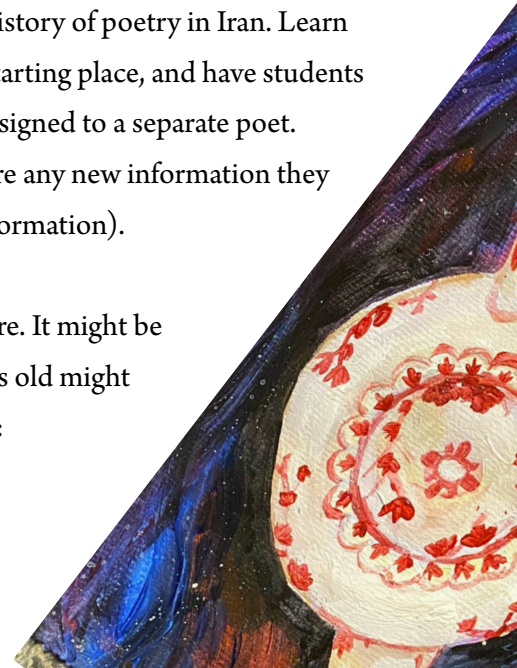 istory of poetry in Iran. Learn
tarting place, and have students
signed to a separate poet.
re any new information they
ormation).
re. It might be
s old might
: